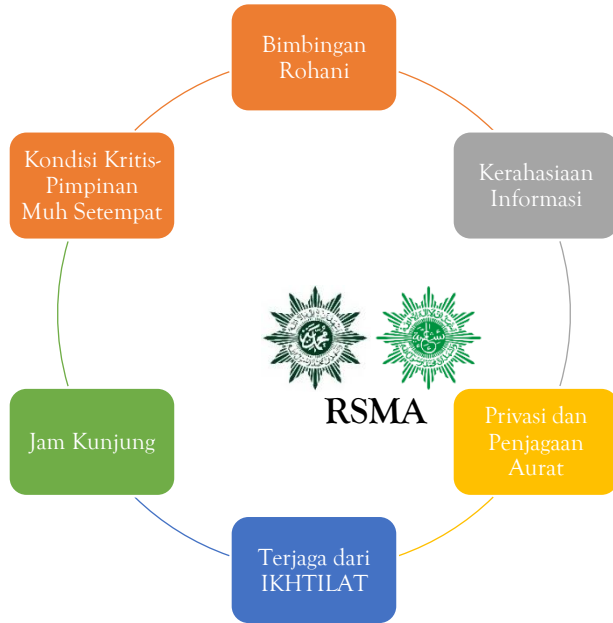 Bimbingan
Rohani
Kerahasiaan
Informasi
Privasi dan
Penjagaan
Aurat
Terjaga dari
IKHTILAT
Jam Kunjung
Kondisi Kritis-
Pimpinan
Muh Setempat
RSMA